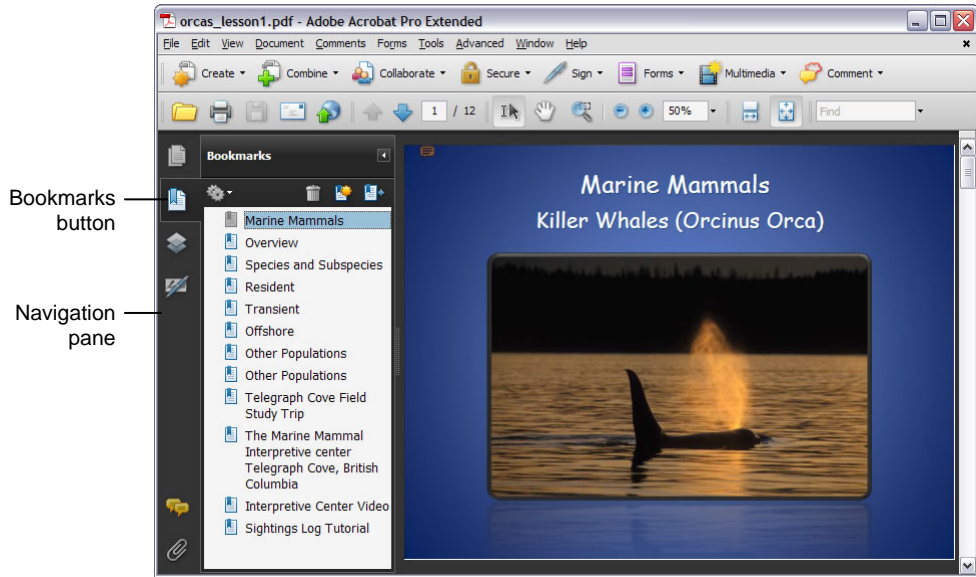 orcas_lesson1.pdf - Adobe Acrobat Pro Extended
File Edit View Document Comments Forms Tools Advanced Window Help
Create Combine Collaborate Secure Sign Forms Multimedia Comment
1 / 12 50% Find
Bookmarks
Bookmarks
button
Navigation
pane
Marine Mammals
Overview
Species and Subspecies
Resident
Transient
Offshore
Other Populations
Other Populations
Telegraph Cove Field
Study Trip
The Marine Mammal
Interpretive center
Telegraph Cove, British
Columbia
Interpretive Center Video
Sightings Log Tutorial
Marine Mammals
Killer Whales (Orcinus Orca)